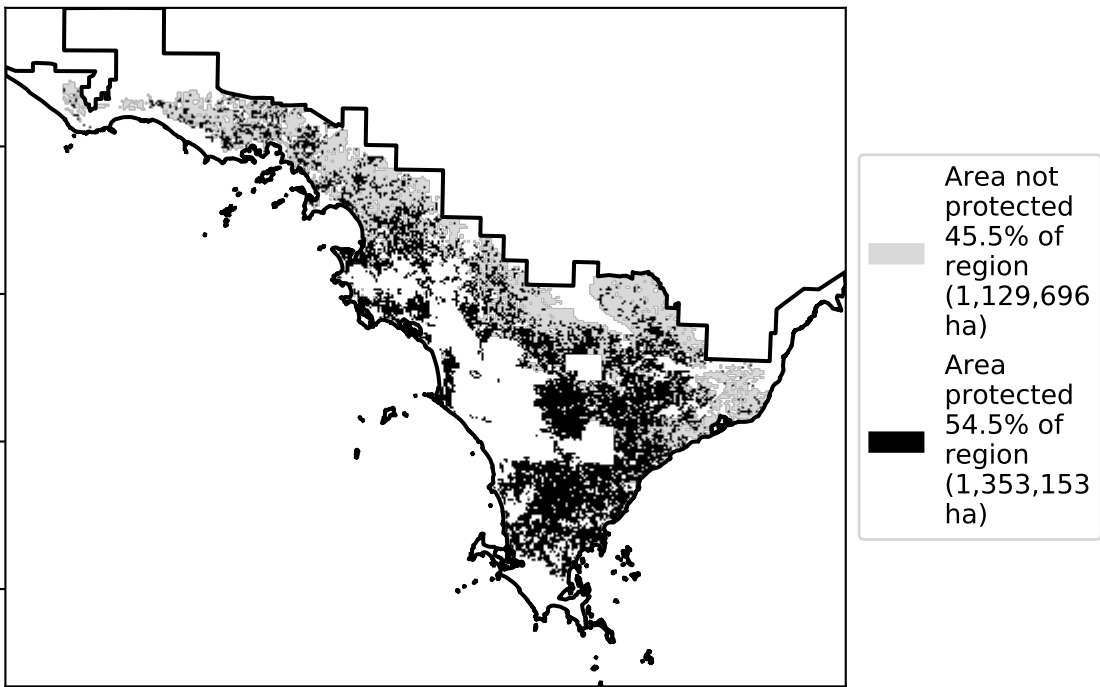 Area not
protected
45.5% of
region
(1,129,696
ha)
Area
protected
54.5% of
region
(1,353,153
ha)